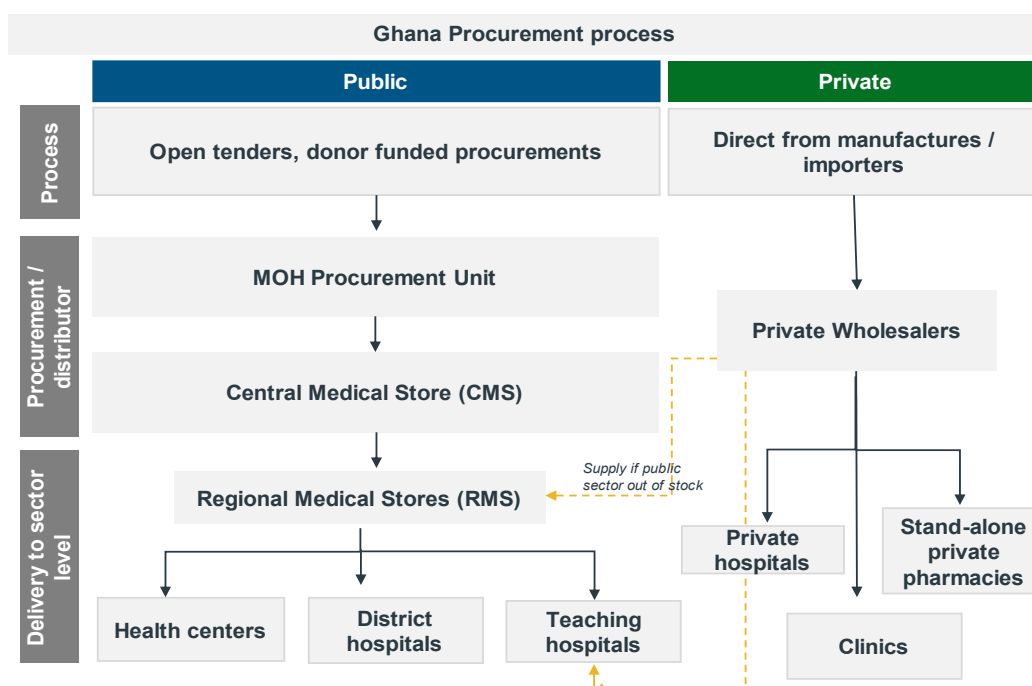 Ghana Procurement process
Public
Private
Process
Open tenders, donor funded procurements
Direct from manufactures /
importers
Procurement /
distributor
MOH Procurement Unit
Private Wholesalers
Central Medical Store (CMS)
Delivery to sector
level
Supply if public
sector out of stock
Regional Medical Stores (RMS)
Private
hospitals
Stand-alone
private
pharmacies
Health centers
District
hospitals
Teaching
hospitals
Clinics